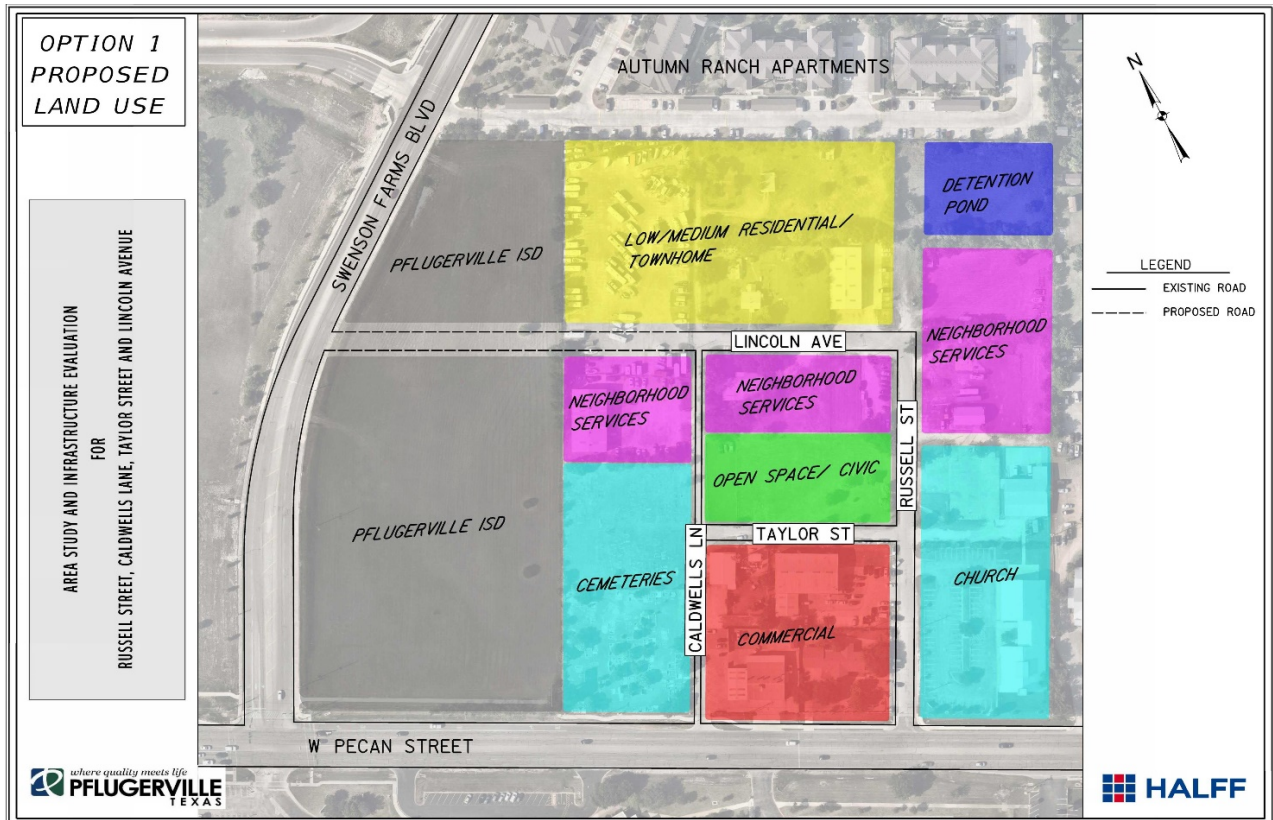 OPTION 1
PROPOSED
LAND USE
AREA STUDY AND INFRASTRUCTURE EVALUATION
FOR
RUSSELL STREET, CALDWELLS LANE, TAYLOR STREET AND LINCOLN AVENUE
where quality meets life
PFLUGERVILLE
TEXAS
AUTUMN RANCH APARTMENTS
SWENSON FARMS BLVD
PFLUGERVILLE ISD
LOW/MEDIUM RESIDENTIAL/
TOWNHOME
DETENTION
POND
LINCOLN AVE
NEIGHBORHOOD
SERVICES
NEIGHBORHOOD
SERVICES
NEIGHBORHOOD
SERVICES
RUSSELL ST
OPEN SPACE/ CIVIC
PFLUGERVILLE ISD
TAYLOR ST
CEMETERIES
CALDWELLS LN
COMMERCIAL
CHURCH
W PECAN STREET
N
LEGEND
EXISTING ROAD
PROPOSED ROAD
HALFF